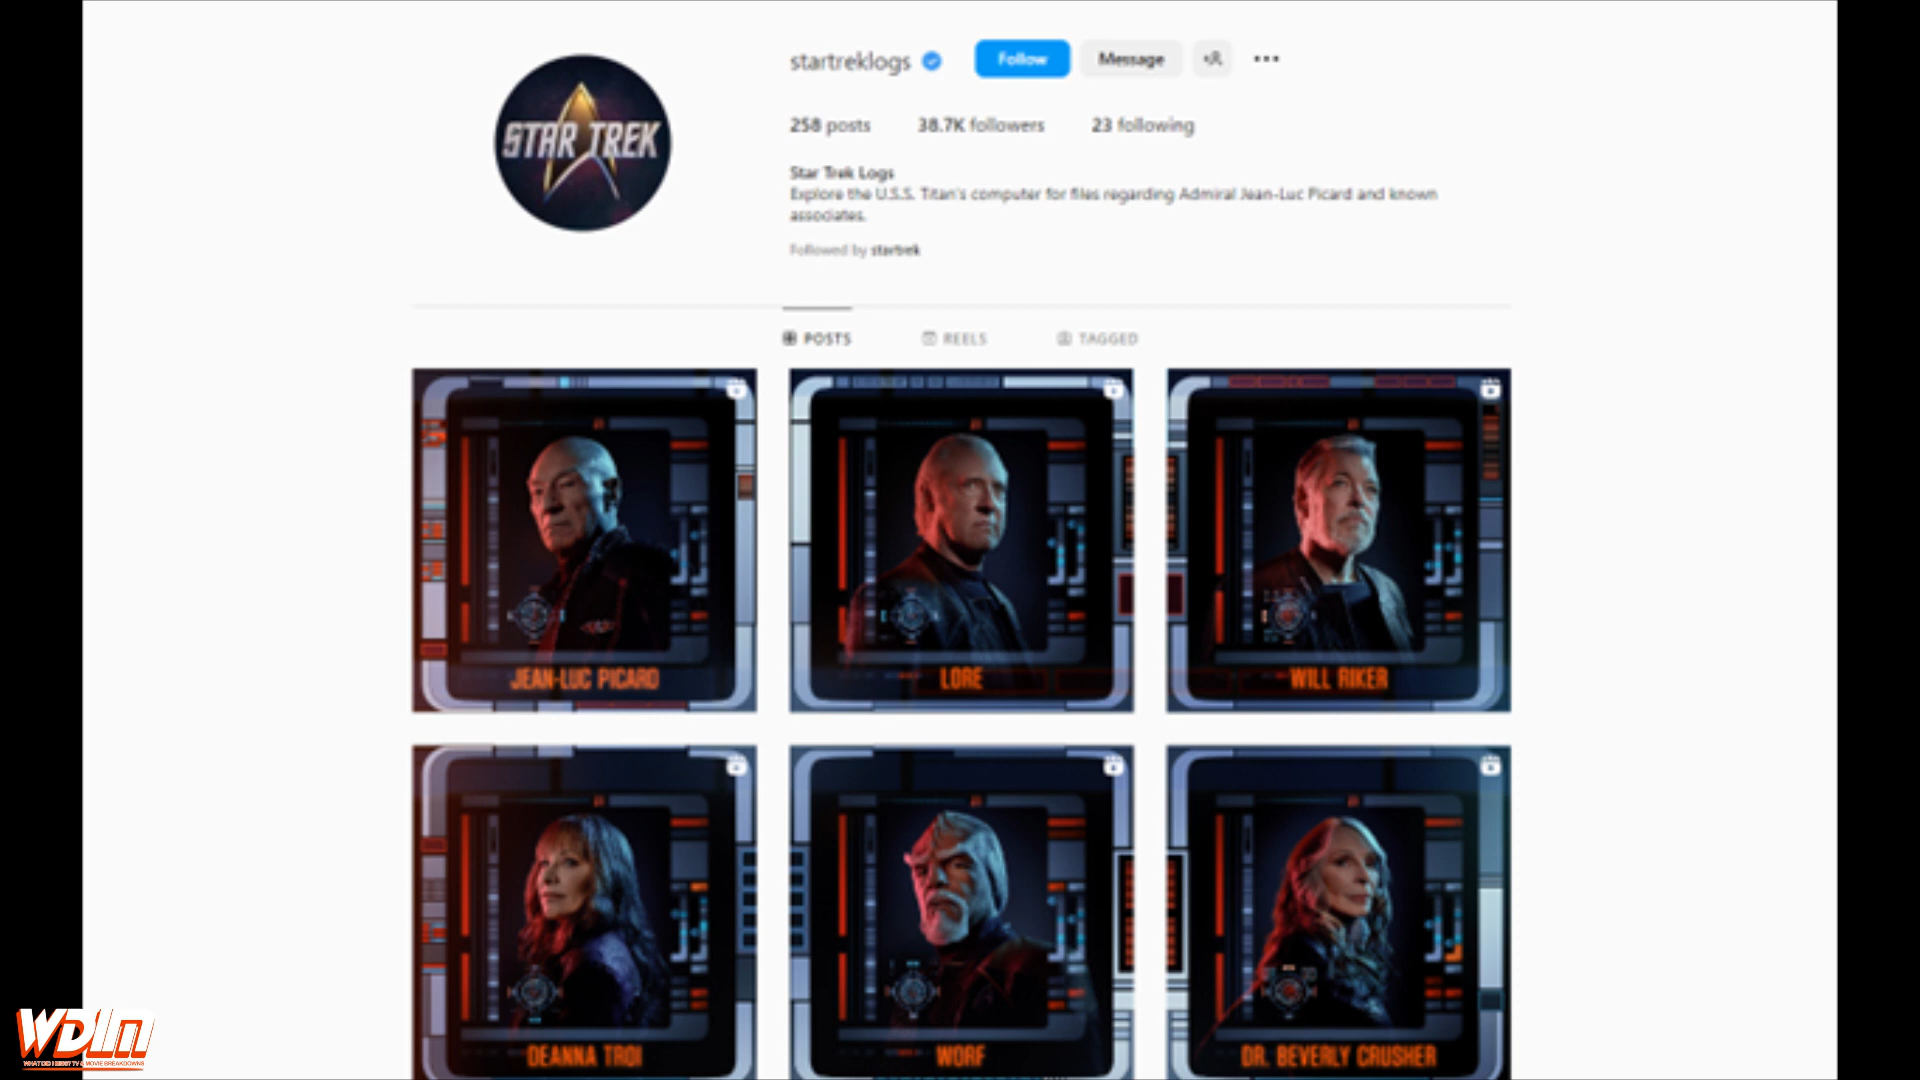 STAR TREK
startreklogs
Follow
Message
258 posts
38.7K followers
23 following
Star Trek Logs
Explore the U.S.S. Titan's computer for files regarding Admiral Jean-Luc Picard and known
associates.
Followed by startrek
POSTS
REELS
TAGGED
JEAN-LUC PICARD
LORE
WILL RIKER
DEANNA TROI
WORF
DR. BEVERLY CRUSHER